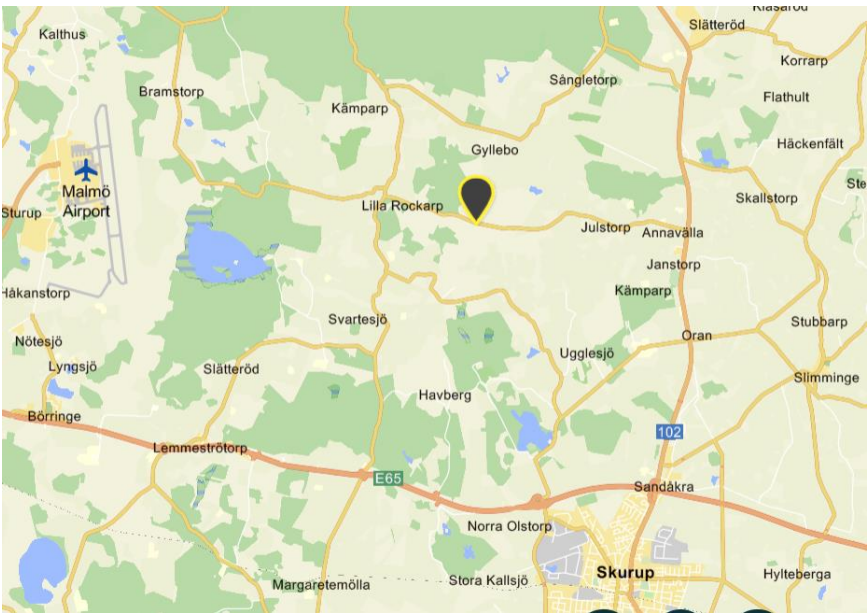 Klasaröd
Slätteröd
Kalthus
Korrarp
Sångletorp
Bramstorp
Flathult
Kämparp
Häckenfält
Gyllebo
Malmö
Airport
Skallstorp
Ste
Lilla Rockarp
Sturup
Julstorp
Annavälla
Janstorp
Håkanstorp
Kämparp
Svartesjö
Stubbarp
Oran
Nötesjö
Ugglesjö
Lyngsjö
Slätteröd
Slimminge
Havberg
Börringe
102
Lemmeströtorp
E65
Sandåkra
Norra Olstorp
Skurup
Hylteberga
Stora Kallsjö
Margaretemölla